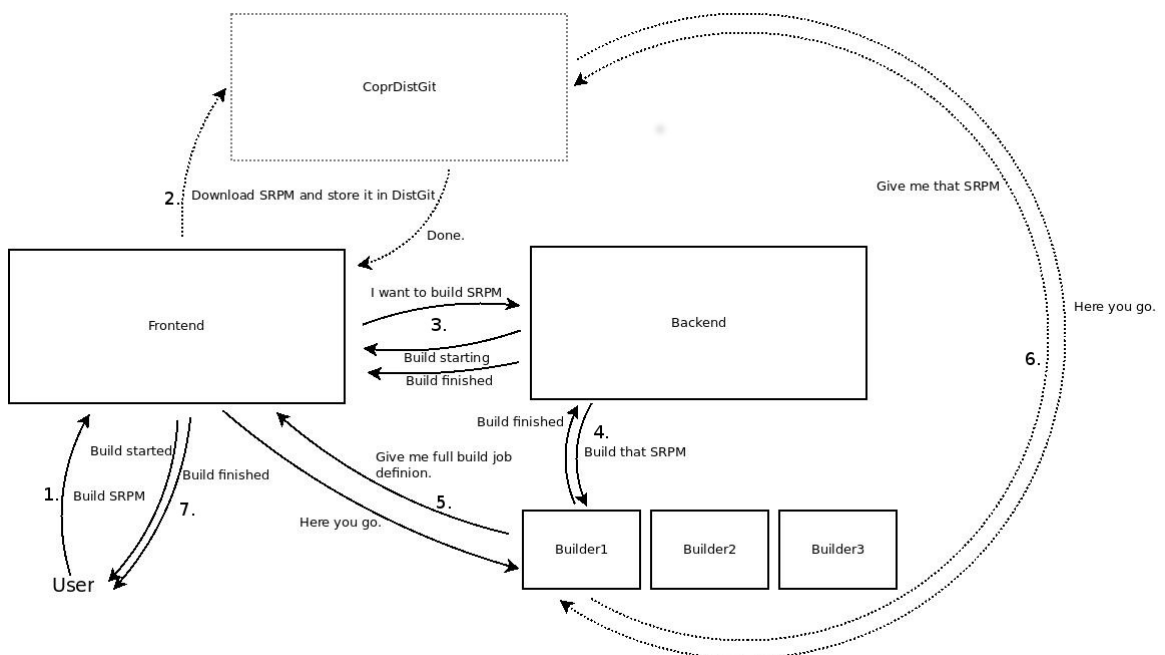 CoprDistGit
2.
Download SRPM and store it in DistGit
Give me that SRPM
Done.
I want to build SRPM
Frontend
3.
Backend
Here you go.
Build starting
6.
Build finished
Build finished
4.
Build started
Build that SRPM
Give me full build job
definion.
Build finished
1.
Build SRPM
7.
5.
Here you go.
Builder1
Builder2
Builder3
User